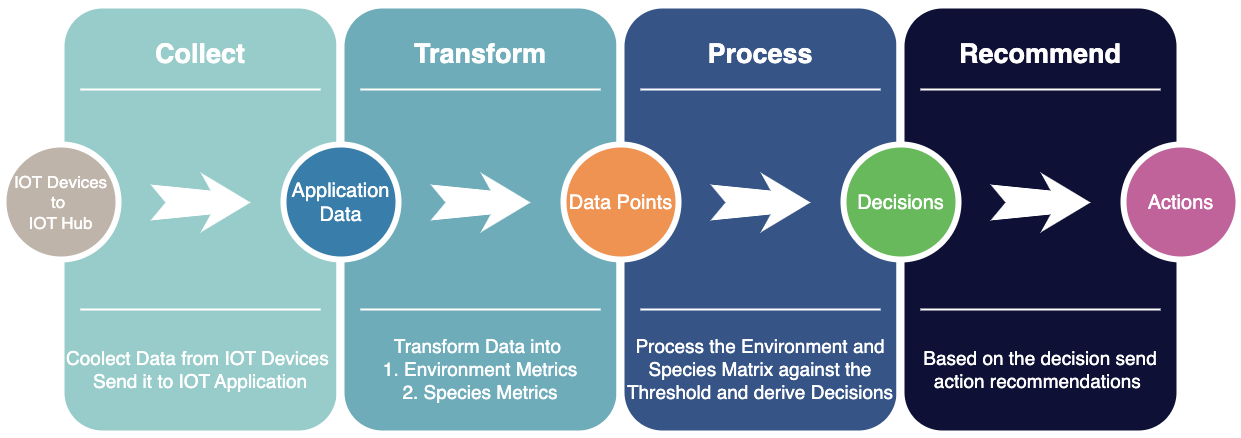 Collect
Transform
Process
Recommend
IOT Devices
to
IOT Hub
Application
Data
Data Points
Decisions
Actions
Coolect Data from IOT Devices
Send it to IOT Application
Transform Data into
1. Environment Metrics
2. Species Metrics
Process the Environment and
Species Matrix against the
Threshold and derive Decisions
Based on the decision send
action recommendations